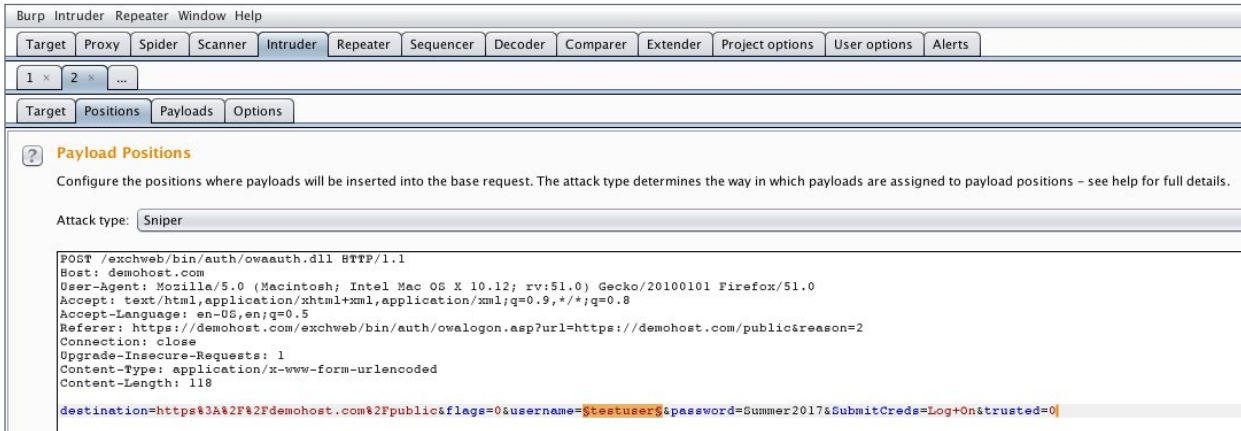 Burp Intruder Repeater Window Help
Target Proxy Spider Scanner Intruder Repeater Sequencer Decoder Comparer Extender Project options User options Alerts
1 × 2 × ...
Target Positions Payloads Options
? Payload Positions
Configure the positions where payloads will be inserted into the base request. The attack type determines the way in which payloads are assigned to payload positions – see help for full details.
Attack type: Sniper
POST /exchweb/bin/auth/owaauth.dll HTTP/1.1
Host: demohost.com
User-Agent: Mozilla/5.0 (Macintosh; Intel Mac OS X 10.12; rv:51.0) Gecko/20100101 Firefox/51.0
Accept: text/html,application/xhtml+xml,application/xml;q=0.9,*/*;q=0.8
Accept-Language: en-US,en;q=0.5
Referer: https://demohost.com/exchweb/bin/auth/owalogon.asp?url=https://demohost.com/public&reason=2
Connection: close
Upgrade-Insecure-Requests: 1
Content-Type: application/x-www-form-urlencoded
Content-Length: 118
destination=https%3A%2F%2Fdemohost.com%2Fpublic&flags=0&username=§testuser§&password=Summer2017&SubmitCreds=Log+On&trusted=0